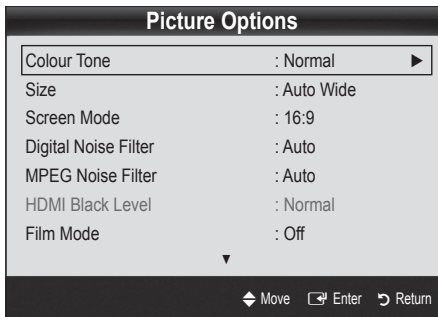 Picture Options
Colour Tone : Normal ►
Size : Auto Wide
Screen Mode : 16:9
Digital Noise Filter : Auto
MPEG Noise Filter : Auto
HDMI Black Level : Normal
Film Mode : Off
▼
Move Enter Return